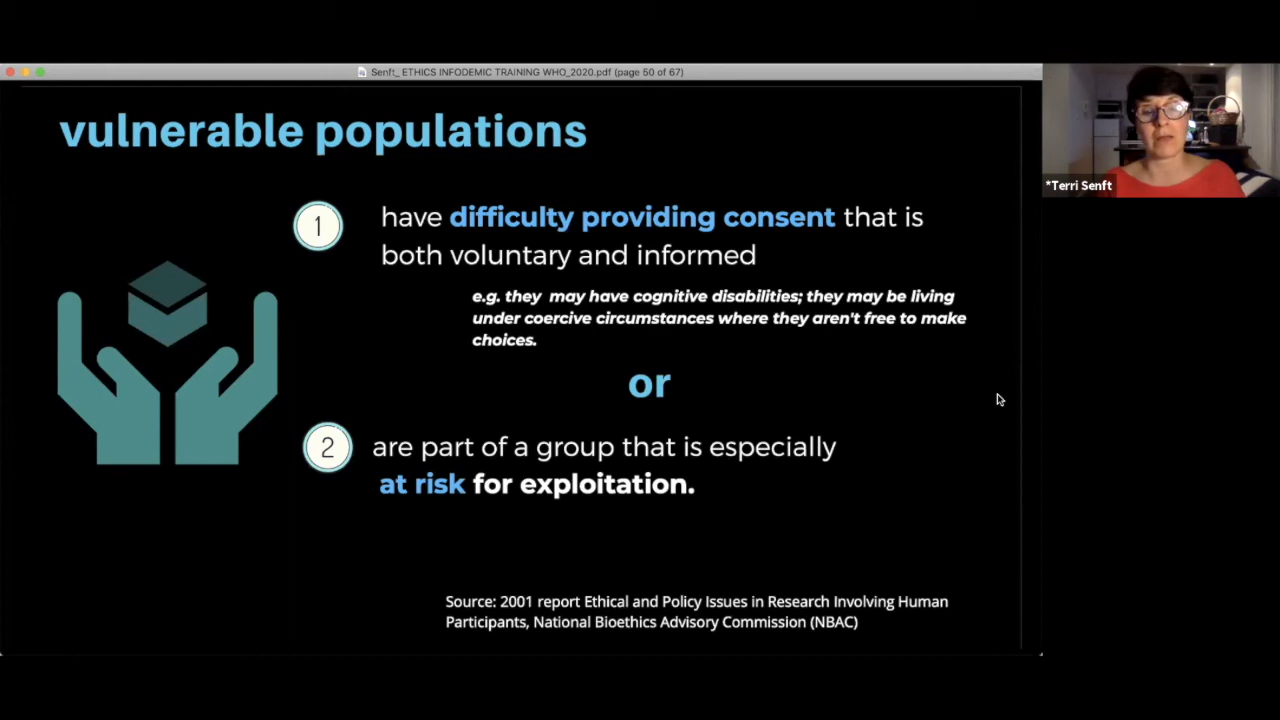 Senft_ ETHICS INFODEMIC TRAINING WHO_2020.pdf (page 50 of 67)
vulnerable populations
1
have difficulty providing consent that is
both voluntary and informed
e.g. they may have cognitive disabilities; they may be living
under coercive circumstances where they aren't free to make
choices.
or
2
are part of a group that is especially
at risk for exploitation.
Source: 2001 report Ethical and Policy Issues in Research Involving Human
Participants, National Bioethics Advisory Commission (NBAC)
*Terri Senft